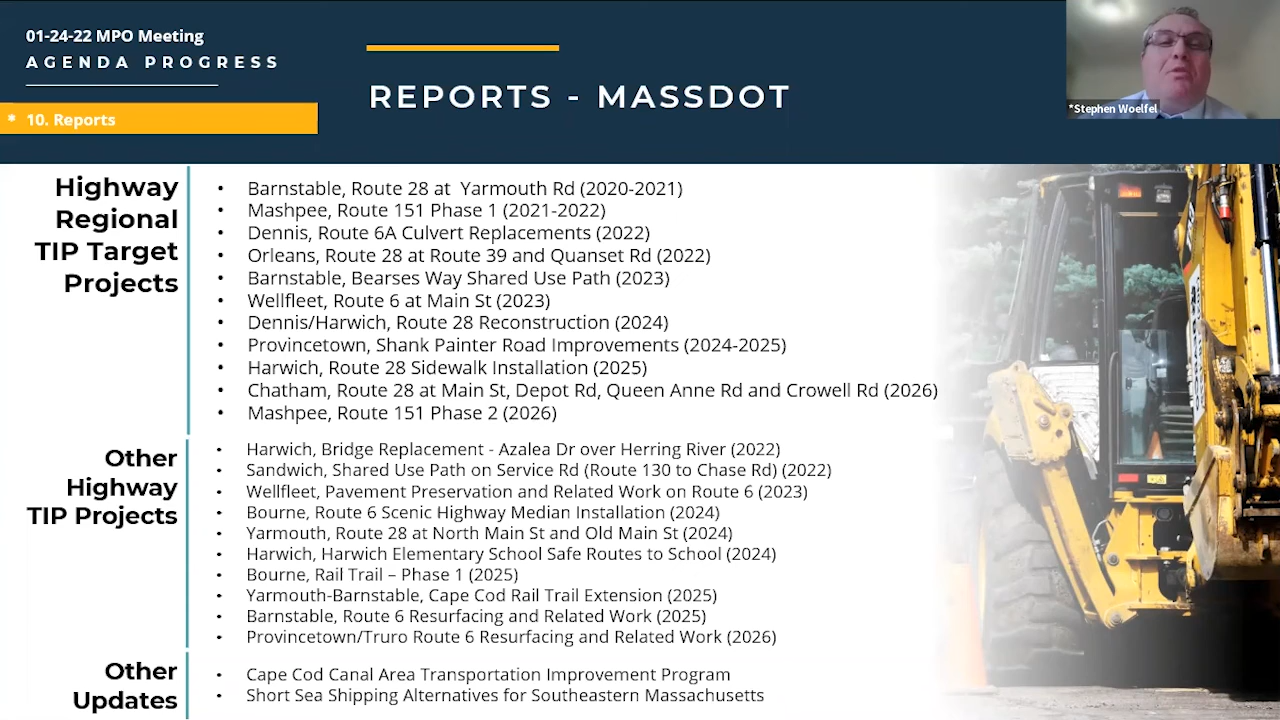 01-24-22 MPO Meeting
AGENDA PROGRESS
* 10. Reports
REPORTS - MASSDOT
*Stephen Woelfel
Highway
Regional
TIP Target
Projects
• Barnstable, Route 28 at Yarmouth Rd (2020-2021)
• Mashpee, Route 151 Phase 1 (2021-2022)
• Dennis, Route 6A Culvert Replacements (2022)
• Orleans, Route 28 at Route 39 and Quanset Rd (2022)
• Barnstable, Bearses Way Shared Use Path (2023)
• Wellfleet, Route 6 at Main St (2023)
• Dennis/Harwich, Route 28 Reconstruction (2024)
• Provincetown, Shank Painter Road Improvements (2024-2025)
• Harwich, Route 28 Sidewalk Installation (2025)
• Chatham, Route 28 at Main St, Depot Rd, Queen Anne Rd and Crowell Rd (2026)
• Mashpee, Route 151 Phase 2 (2026)
Other
Highway
TIP Projects
• Harwich, Bridge Replacement - Azalea Dr over Herring River (2022)
• Sandwich, Shared Use Path on Service Rd (Route 130 to Chase Rd) (2022)
• Wellfleet, Pavement Preservation and Related Work on Route 6 (2023)
• Bourne, Route 6 Scenic Highway Median Installation (2024)
• Yarmouth, Route 28 at North Main St and Old Main St (2024)
• Harwich, Harwich Elementary School Safe Routes to School (2024)
• Bourne, Rail Trail – Phase 1 (2025)
• Yarmouth-Barnstable, Cape Cod Rail Trail Extension (2025)
• Barnstable, Route 6 Resurfacing and Related Work (2025)
• Provincetown/Truro Route 6 Resurfacing and Related Work (2026)
Other
Updates
• Cape Cod Canal Area Transportation Improvement Program
• Short Sea Shipping Alternatives for Southeastern Massachusetts